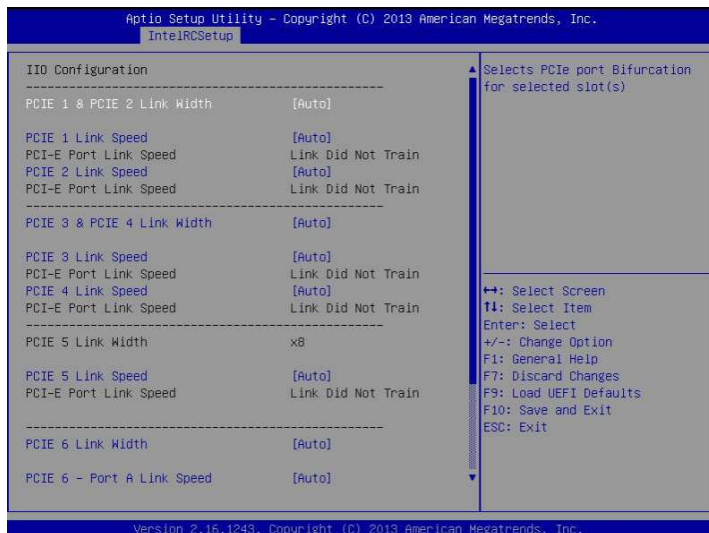 Aptio Setup Utility – Copyright (C) 2013 American Megatrends, Inc.
IntelRCSetup
IIO Configuration
PCIE 1 & PCIE 2 Link Width [Auto]
PCIE 1 Link Speed [Auto]
PCI-E Port Link Speed Link Did Not Train
PCIE 2 Link Speed [Auto]
PCI-E Port Link Speed Link Did Not Train
PCIE 3 & PCIE 4 Link Width [Auto]
PCIE 3 Link Speed [Auto]
PCI-E Port Link Speed Link Did Not Train
PCIE 4 Link Speed [Auto]
PCI-E Port Link Speed Link Did Not Train
PCIE 5 Link Width x8
PCIE 5 Link Speed [Auto]
PCI-E Port Link Speed Link Did Not Train
PCIE 6 Link Width [Auto]
PCIE 6 - Port A Link Speed [Auto]
Selects PCIe port Bifurcation
for selected slot(s)
↔: Select Screen
↑↓: Select Item
Enter: Select
+/-: Change Option
F1: General Help
F7: Discard Changes
F9: Load UEFI Defaults
F10: Save and Exit
ESC: Exit
Version 2.16.1243. Copyright (C) 2013 American Megatrends, Inc.